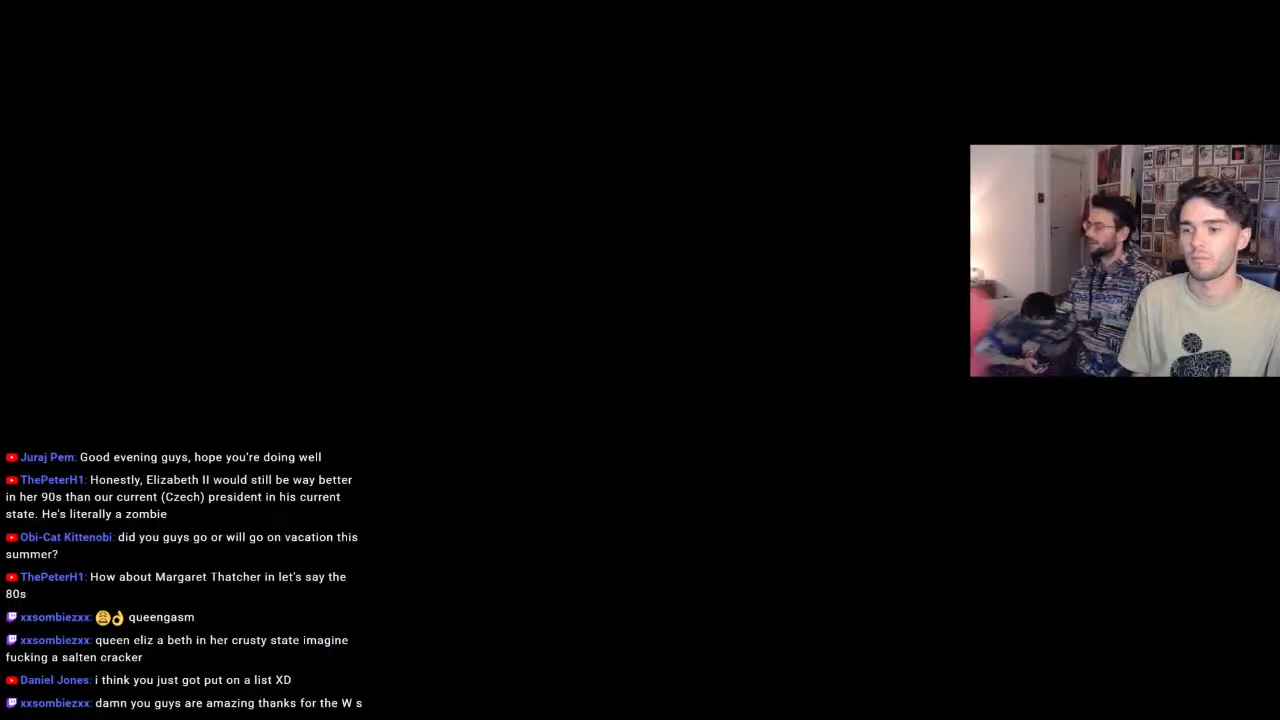 Juraj Pem: Good evening guys, hope you're doing well
ThePeterH1: Honestly, Elizabeth II would still be way better
in her 90s than our current (Czech) president in his current
state. He's literally a zombie
Obi-Cat Kittenobi: did you guys go or will go on vacation this
summer?
ThePeterH1: How about Margaret Thatcher in let's say the
80s
xxsombiezxx: 😩👌 queengasm
xxsombiezxx: queen eliz a beth in her crusty state imagine
fucking a salten cracker
Daniel Jones: i think you just got put on a list XD
xxsombiezxx: damn you guys are amazing thanks for the W s